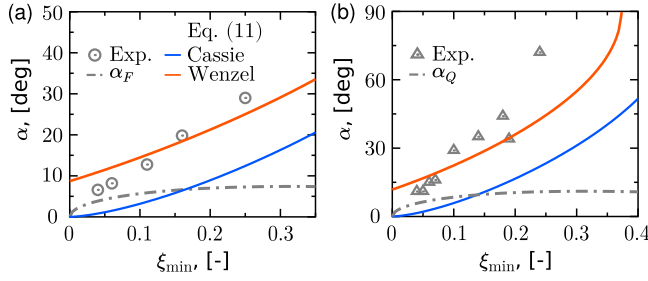 (a)
50
40
30
20
10
0
α, [deg]
Exp.
α_F
Eq. (11)
Cassie
Wenzel
0
0.1
0.2
0.3
ξ_min, [-]
(b)
90
60
30
0
α, [deg]
Exp.
α_Q
0
0.1
0.2
0.3
0.4
ξ_min, [-]